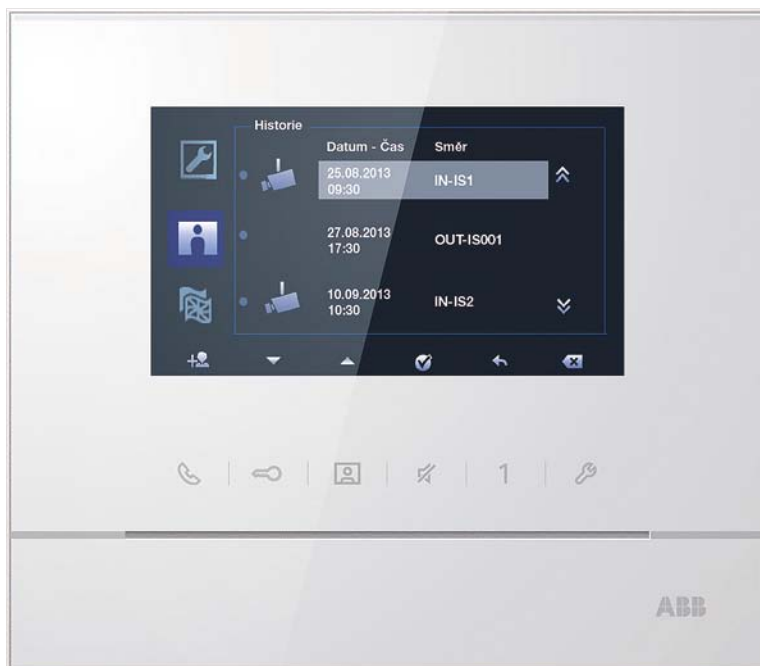 Historie
Datum - Čas Směr
25.08.2013
09:30
IN-IS1
27.08.2013
17:30
OUT-IS001
10.09.2013
10:30
IN-IS2
1
ABB